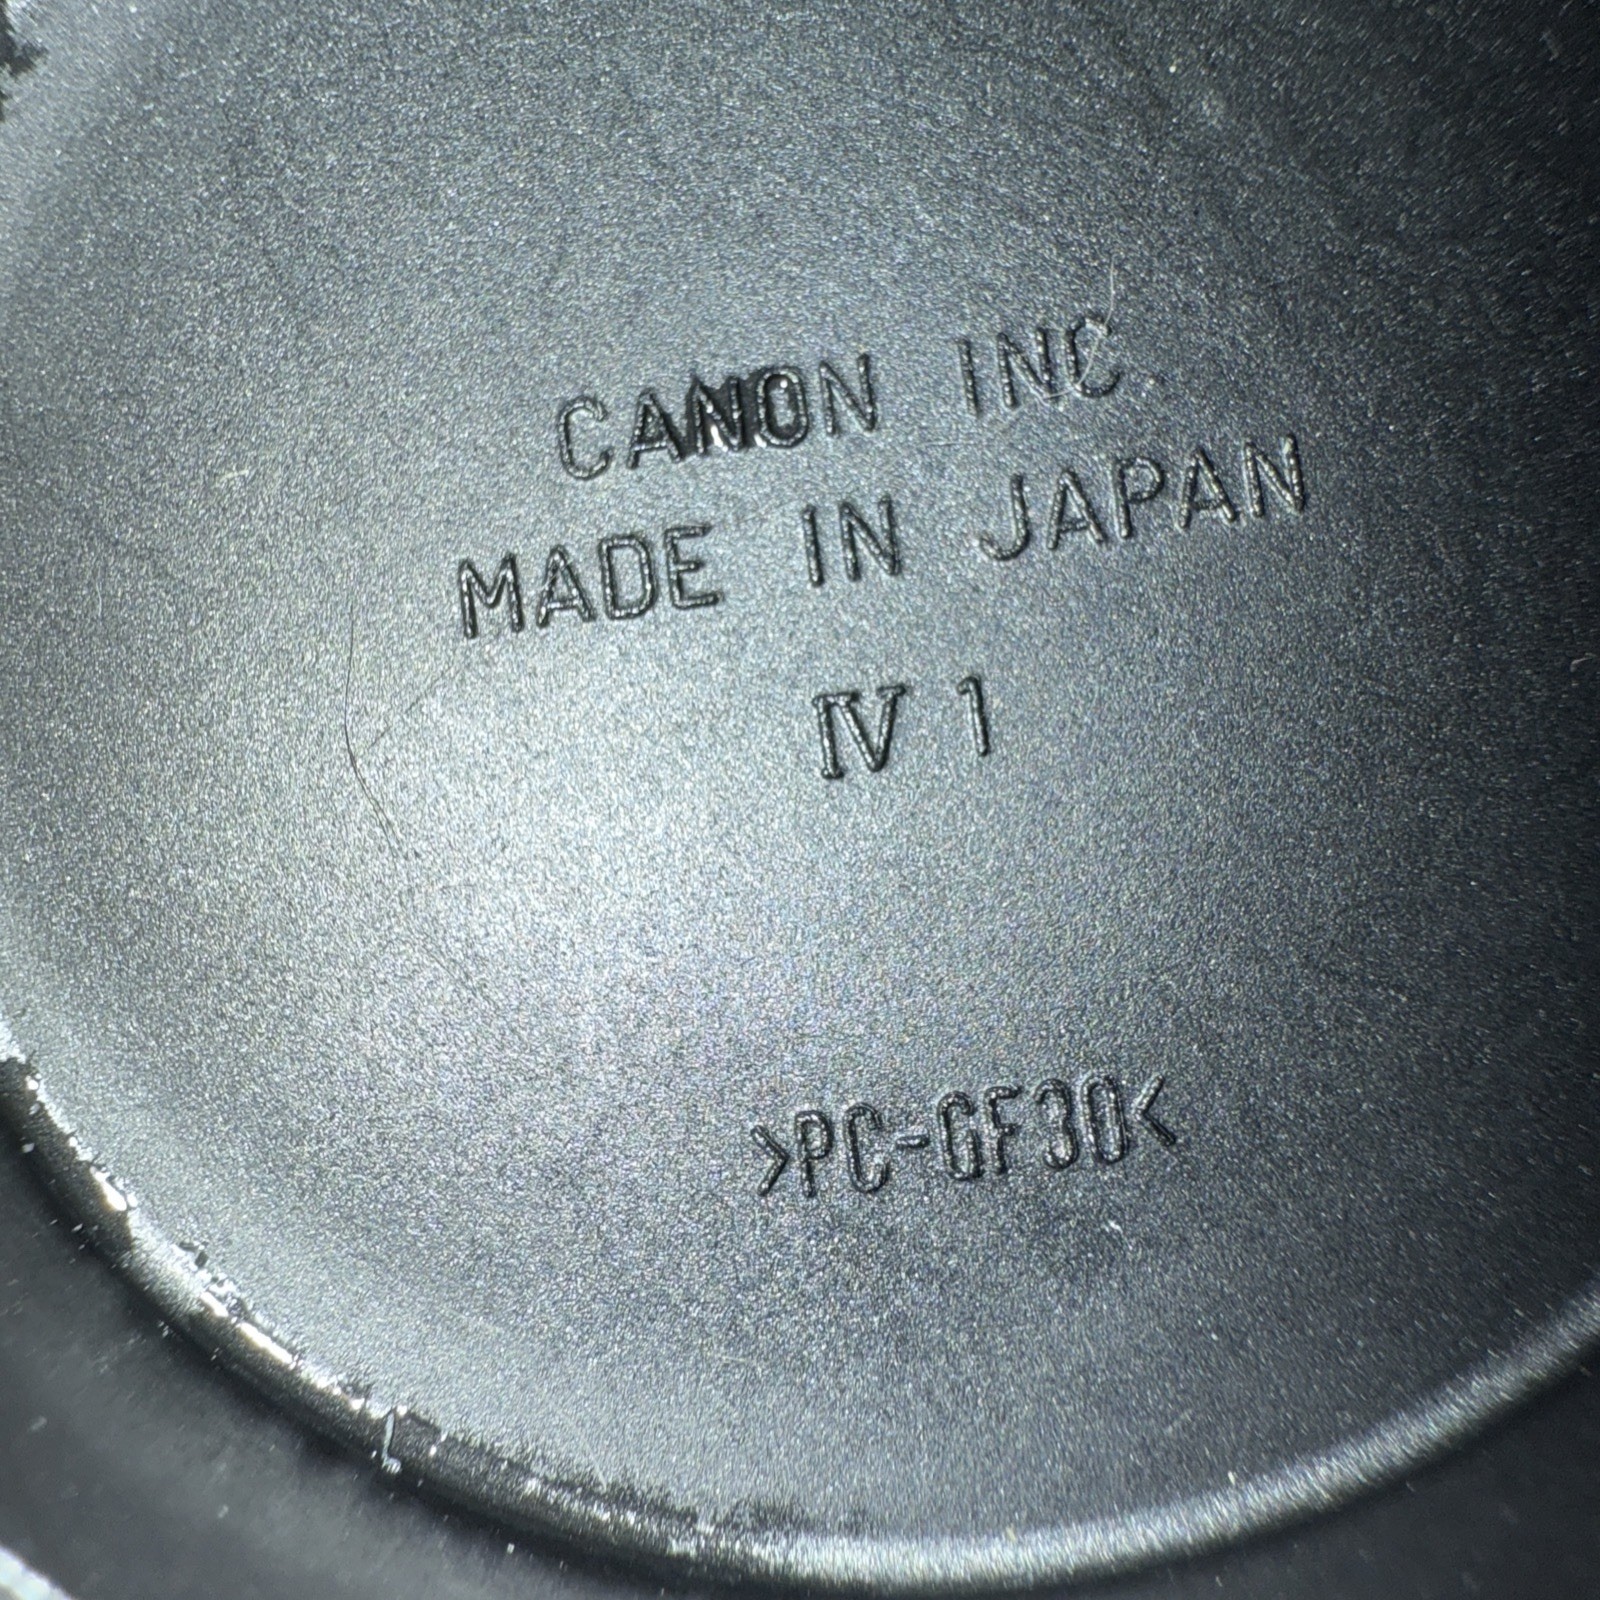 CANON INC
MADE IN JAPAN
IV 1
>PC-GF30<